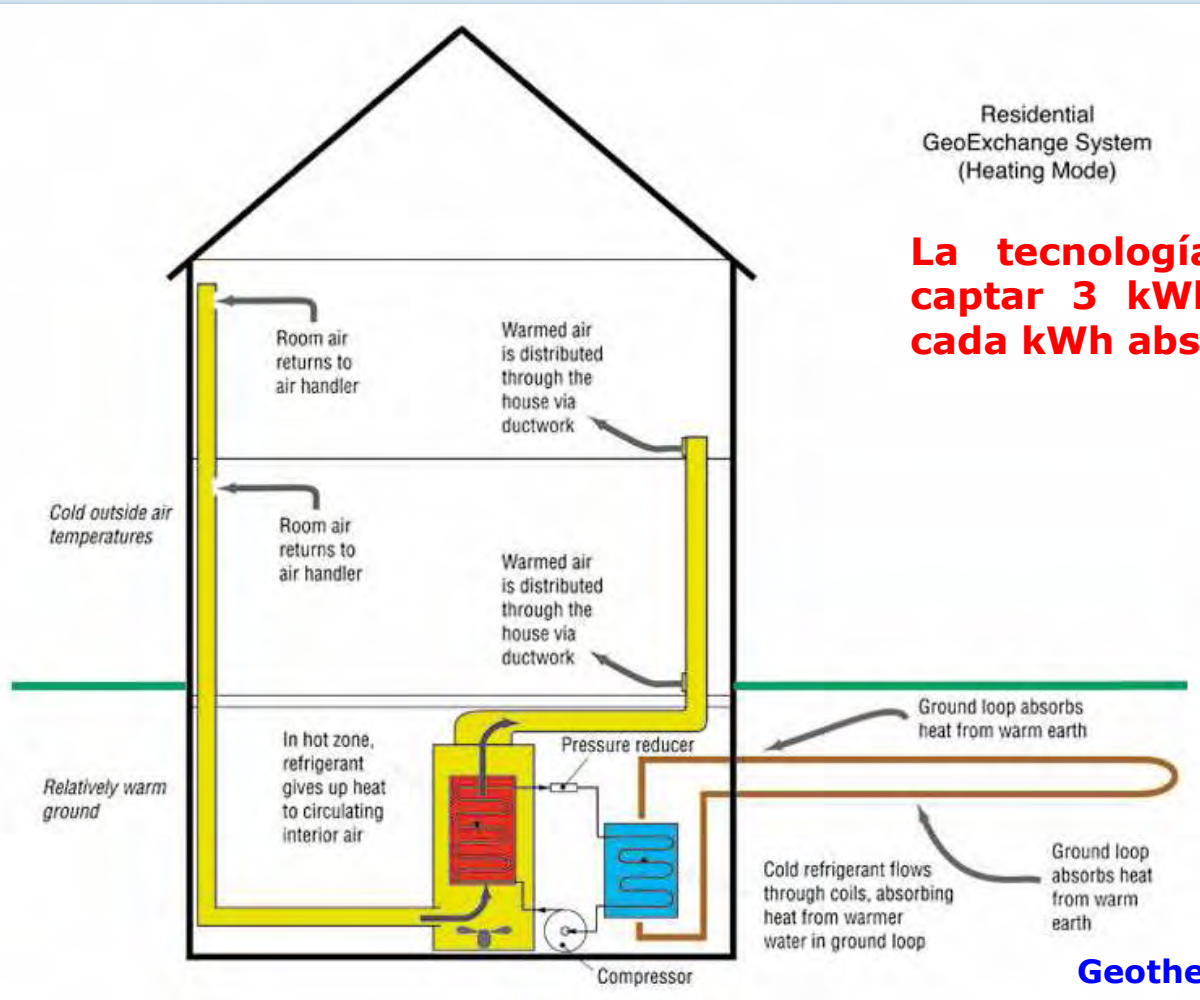 Residential
GeoExchange System
(Heating Mode)
La tecnología
captar 3 kWh
cada kWh abs
Room air
returns to
air handler
Warmed air
is distributed
through the
house via
ductwork
Cold outside air
temperatures
Room air
returns to
air handler
Warmed air
is distributed
through the
house via
ductwork
Ground loop absorbs
heat from warm earth
In hot zone,
refrigerant
gives up heat
to circulating
interior air
Pressure reducer
Relatively warm
ground
Cold refrigerant flows
through coils, absorbing
heat from warmer
water in ground loop
Ground loop
absorbs heat
from warm
earth
Compressor
Geothe